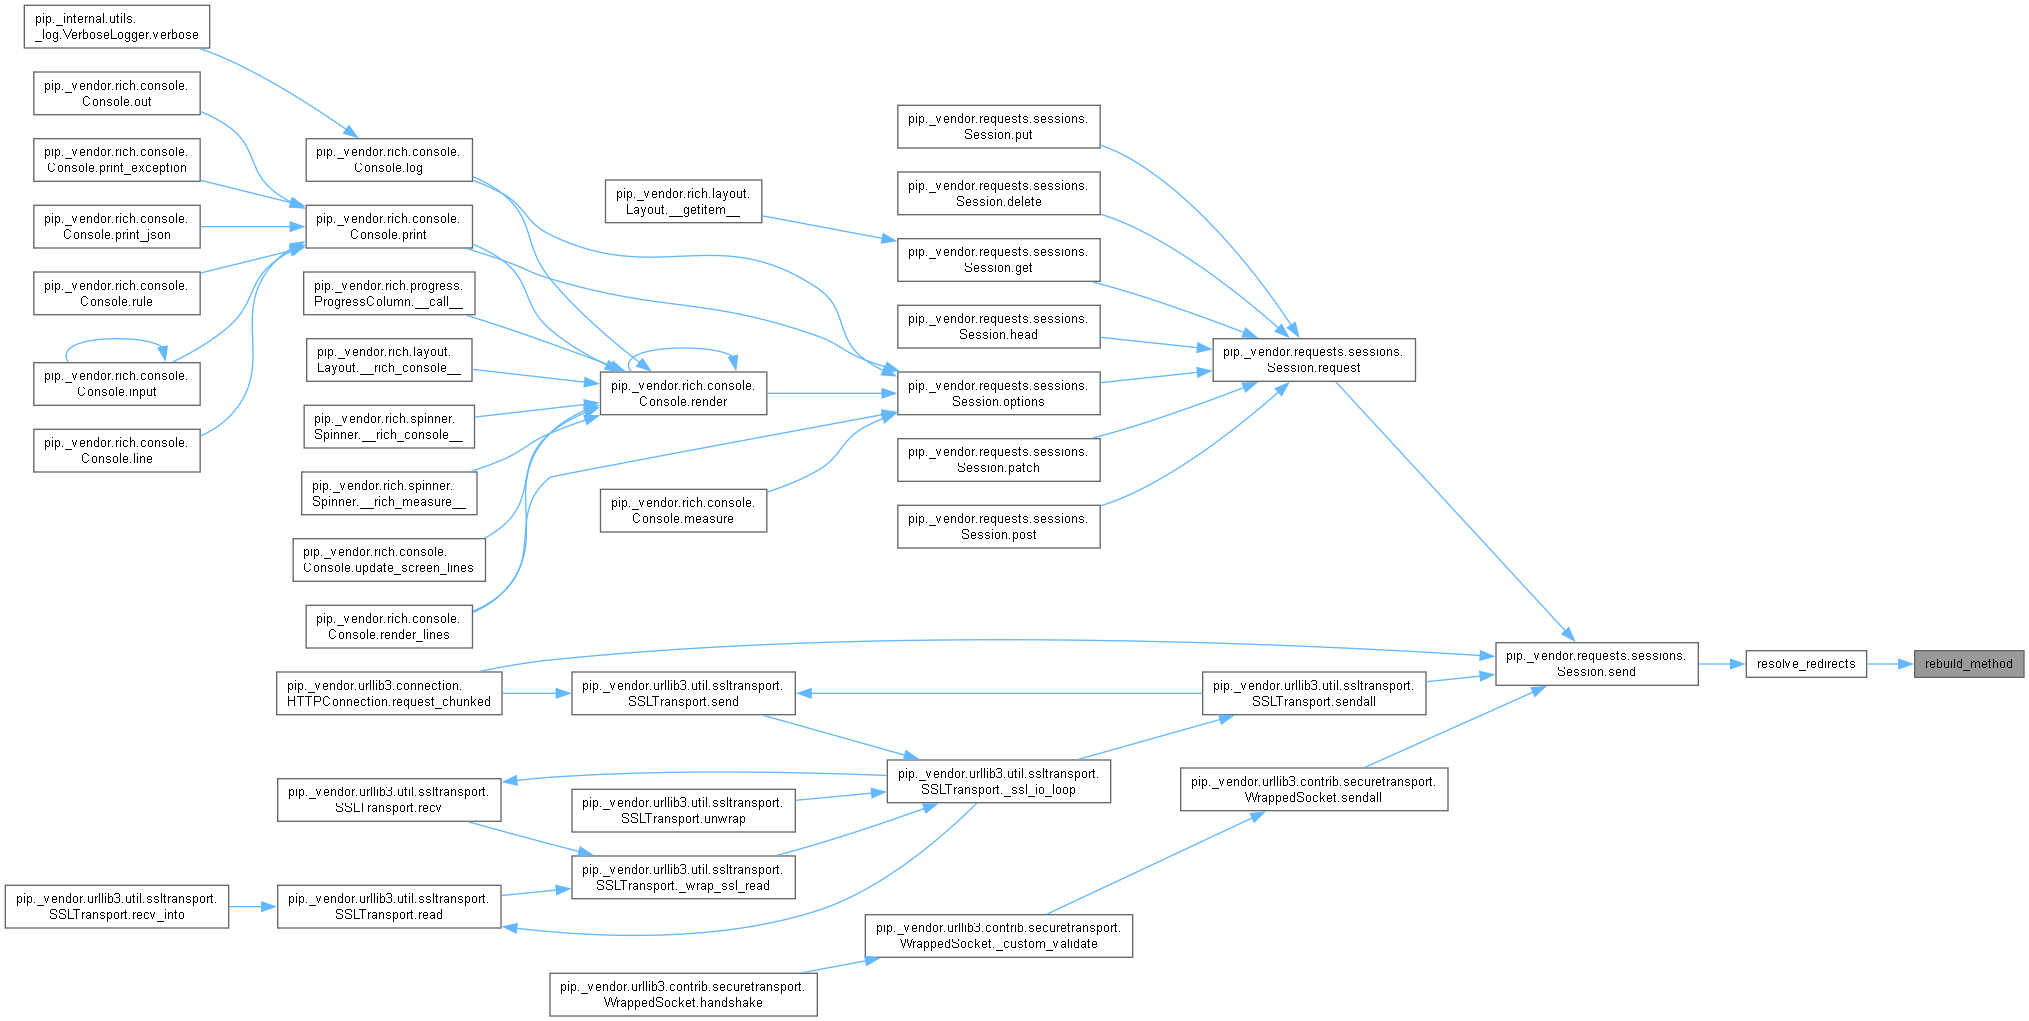 pip._internal.utils.
_log.VerboseLogger.verbose
pip._vendor.rich.console.
Console.out
pip._vendor.rich.console.
Console.print_exception
pip._vendor.rich.console.
Console.print_json
pip._vendor.rich.console.
Console.rule
pip._vendor.rich.console.
Console.input
pip._vendor.rich.console.
Console.line
pip._vendor.rich.console.
Console.log
pip._vendor.rich.console.
Console.print
pip._vendor.rich.progress.
ProgressColumn.__call__
pip._vendor.rich.layout.
Layout.__rich_console__
pip._vendor.rich.spinner.
Spinner.__rich_console__
pip._vendor.rich.spinner.
Spinner.__rich_measure__
pip._vendor.rich.console.
Console.update_screen_lines
pip._vendor.rich.console.
Console.render_lines
pip._vendor.rich.layout.
Layout.__getitem__
pip._vendor.rich.console.
Console.render
pip._vendor.rich.console.
Console.measure
pip._vendor.requests.sessions.
Session.put
pip._vendor.requests.sessions.
Session.delete
pip._vendor.requests.sessions.
Session.get
pip._vendor.requests.sessions.
Session.head
pip._vendor.requests.sessions.
Session.options
pip._vendor.requests.sessions.
Session.patch
pip._vendor.requests.sessions.
Session.post
pip._vendor.requests.sessions.
Session.request
pip._vendor.requests.sessions.
Session.send
resolve_redirects
rebuild_method
pip._vendor.urllib3.connection.
HTTPConnection.request_chunked
pip._vendor.urllib3.util.ssltransport.
SSLTransport.send
pip._vendor.urllib3.util.ssltransport.
SSLTransport.sendall
pip._vendor.urllib3.util.ssltransport.
SSLTransport.recv
pip._vendor.urllib3.util.ssltransport.
SSLTransport.unwrap
pip._vendor.urllib3.util.ssltransport.
SSLTransport._ssl_io_loop
pip._vendor.urllib3.contrib.securetransport.
WrappedSocket.sendall
pip._vendor.urllib3.util.ssltransport.
SSLTransport._wrap_ssl_read
pip._vendor.urllib3.util.ssltransport.
SSLTransport.recv_into
pip._vendor.urllib3.util.ssltransport.
SSLTransport.read
pip._vendor.urllib3.contrib.securetransport.
WrappedSocket._custom_validate
pip._vendor.urllib3.contrib.securetransport.
WrappedSocket.handshake